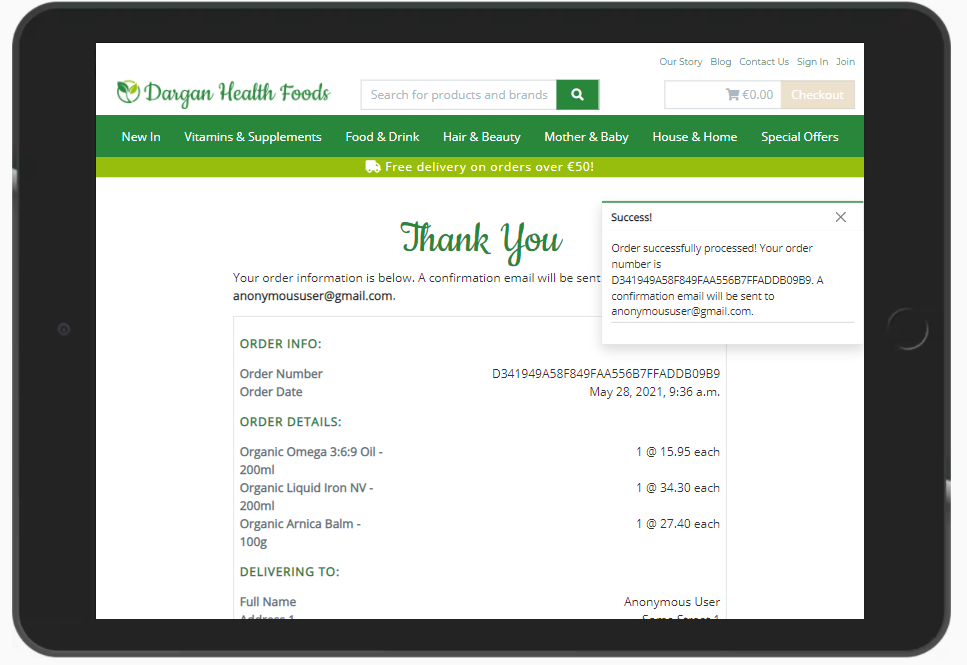 Our Story Blog Contact Us Sign In Join
Dargan Health Foods
Search for products and brands
€0.00 Checkout
New In Vitamins & Supplements Food & Drink Hair & Beauty Mother & Baby House & Home Special Offers
Free delivery on orders over €50!
Thank You
Your order information is below. A confirmation email will be sent
anonymoususer@gmail.com.
Success!
Order successfully processed! Your order
number is
D341949A58F849FAA556B7FFADDB09B9. A
confirmation email will be sent to
anonymoususer@gmail.com.
ORDER INFO:
Order Number D341949A58F849FAA556B7FFADDB09B9
Order Date May 28, 2021, 9:36 a.m.
ORDER DETAILS:
Organic Omega 3:6:9 Oil - 1 @ 15.95 each
200ml
Organic Liquid Iron NV - 1 @ 34.30 each
200ml
Organic Arnica Balm - 1 @ 27.40 each
100g
DELIVERING TO:
Full Name Anonymous User
Address 1 Some Street 1